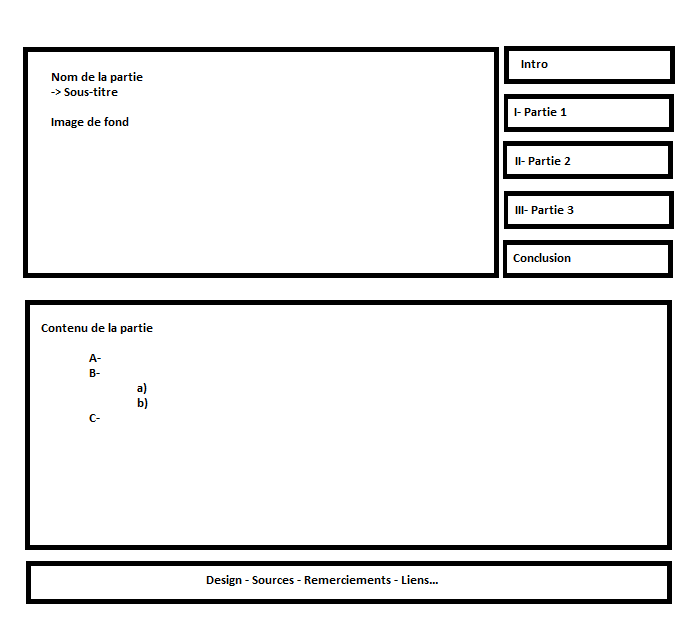 Nom de la partie
-> Sous-titre
Image de fond
Intro
I- Partie 1
II- Partie 2
III- Partie 3
Conclusion
Contenu de la partie
A-
B-
a)
b)
C-
Design - Sources - Remerciements - Liens...